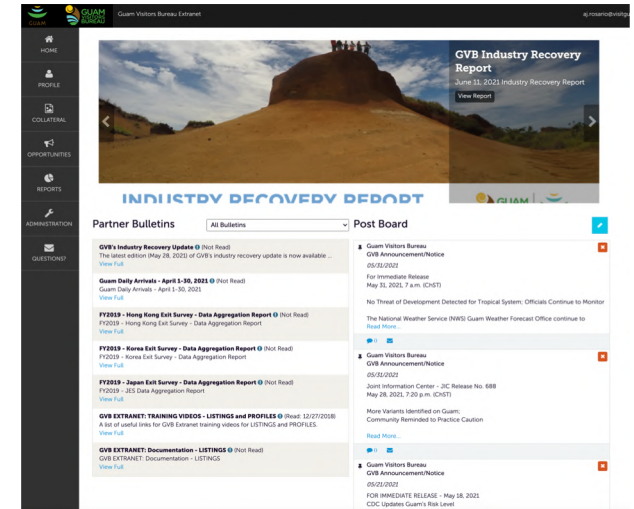 GUAM
GUAM
VISITORS
BUREAU
Guam Visitors Bureau Extranet
aj.rosario@visitgu
HOME
PROFILE
COLLATERAL
OPPORTUNITIES
REPORTS
ADMINISTRATION
QUESTIONS?
GVB Industry Recovery
Report
June 11, 2021 Industry Recovery Report
View Report
INDUSTRY RECOVERY REPORT
GUAM
Partner Bulletins
All Bulletins
GVB's Industry Recovery Update (Not Read)
The latest edition (May 28, 2021) of GVB's industry recovery update is now available ...
View Full
Guam Daily Arrivals - April 1-30, 2021 (Not Read)
Guam Daily Arrivals - April 1-30, 2021
View Full
FY2019 - Hong Kong Exit Survey - Data Aggregation Report (Not Read)
FY2019 - Hong Kong Exit Survey - Data Aggregation Report
View Full
FY2019 - Korea Exit Survey - Data Aggregation Report (Not Read)
FY2019 - Korea Exit Survey - Data Aggregation Report
View Full
FY2019 - Japan Exit Survey - Data Aggregation Report (Not Read)
FY2019 - JES Data Aggregation Report
View Full
GVB EXTRANET: TRAINING VIDEOS - LISTINGS and PROFILES (Read: 12/27/2018)
A list of useful links for GVB Extranet training videos for LISTINGS and PROFILES.
View Full
GVB EXTRANET: Documentation - LISTINGS (Not Read)
GVB EXTRANET: Documentation - LISTINGS
View Full
Post Board
Guam Visitors Bureau
GVB Announcement/Notice
05/31/2021
For Immediate Release
May 31, 2021, 7 a.m. (ChST)
No Threat of Development Detected for Tropical System; Officials Continue to Monitor
The National Weather Service (NWS) Guam Weather Forecast Office continue to
Read More...
0
Guam Visitors Bureau
GVB Announcement/Notice
05/31/2021
Joint Information Center - JIC Release No. 688
May 28, 2021, 7:20 p.m. (ChST)
More Variants Identified on Guam;
Community Reminded to Practice Caution
Read More...
0
Guam Visitors Bureau
GVB Announcement/Notice
05/21/2021
FOR IMMEDIATE RELEASE - May 18, 2021
CDC Updates Guam's Risk Level